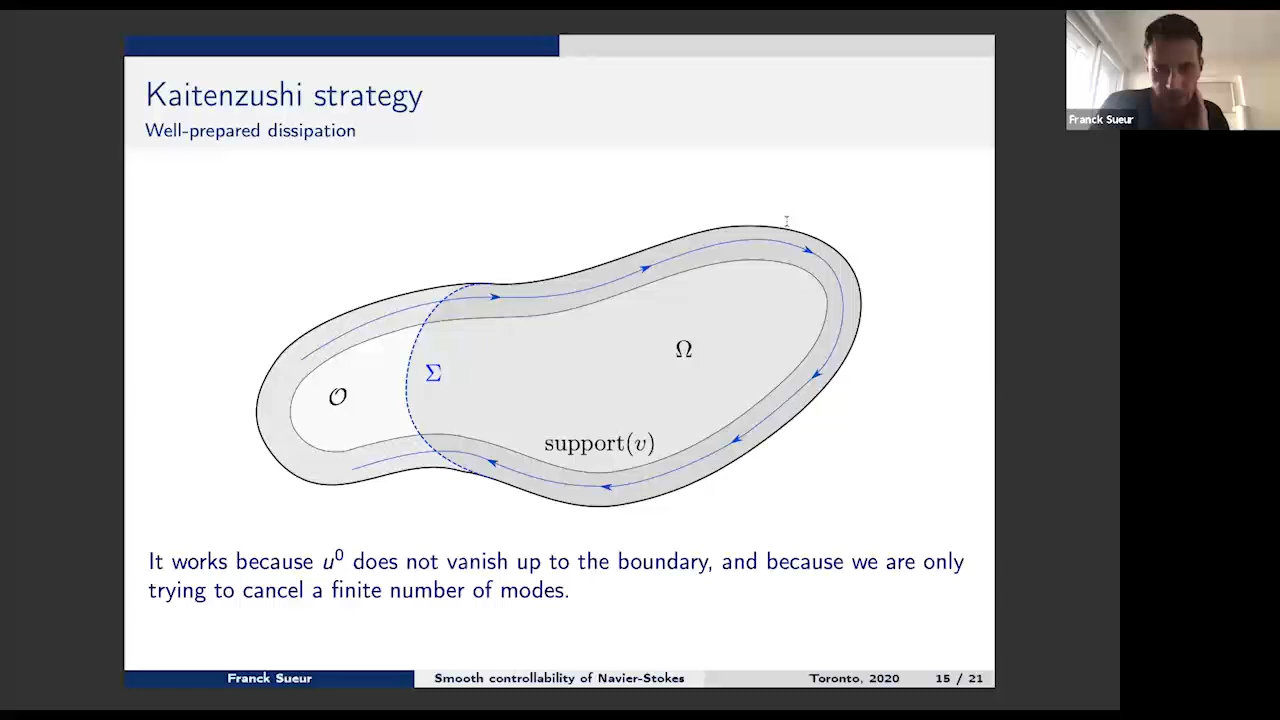 Kaitenzushi strategy
Well-prepared dissipation
Ω
Σ
𝒪
support(v)
It works because u⁰ does not vanish up to the boundary, and because we are only
trying to cancel a finite number of modes.
Franck Sueur Smooth controllability of Navier-Stokes Toronto, 2020 15 / 21
Franck Sueur